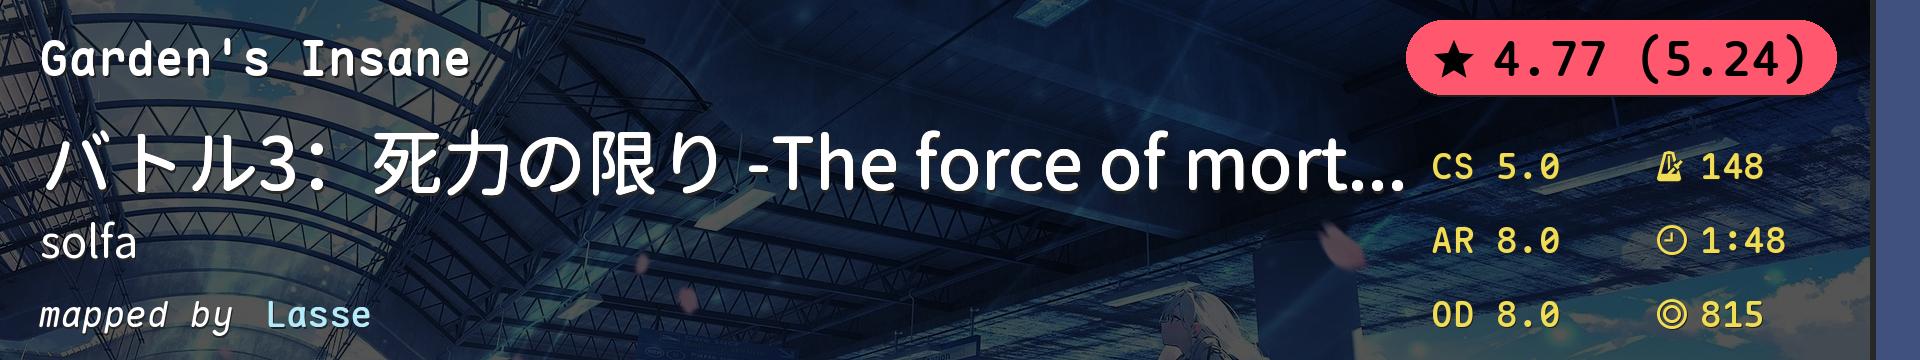 Garden's Insane
★ 4.77 (5.24)
バトル3：死力の限り -The force of mort...
CS 5.0
148
solfa
AR 8.0
1:48
mapped by Lasse
OD 8.0
815